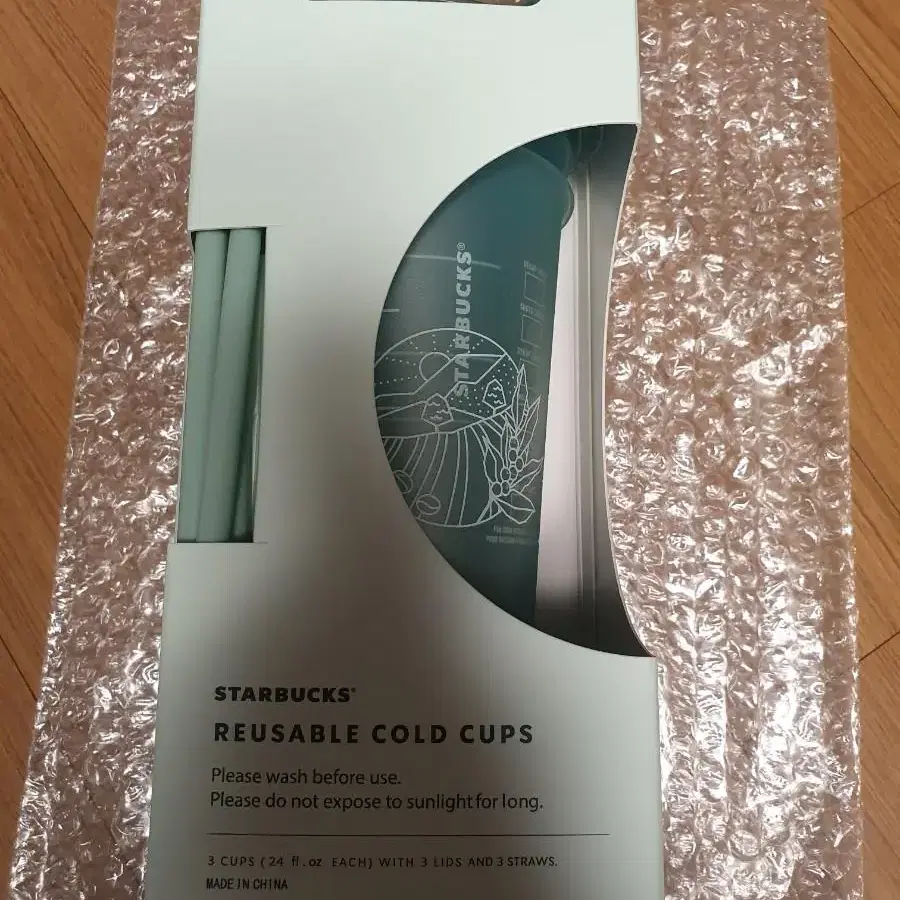 STARBUCKS®
STARBUCKS®
REUSABLE COLD CUPS
Please wash before use.
Please do not expose to sunlight for long.
3 CUPS (24 fl.oz EACH) WITH 3 LIDS AND 3 STRAWS.
MADE IN CHINA